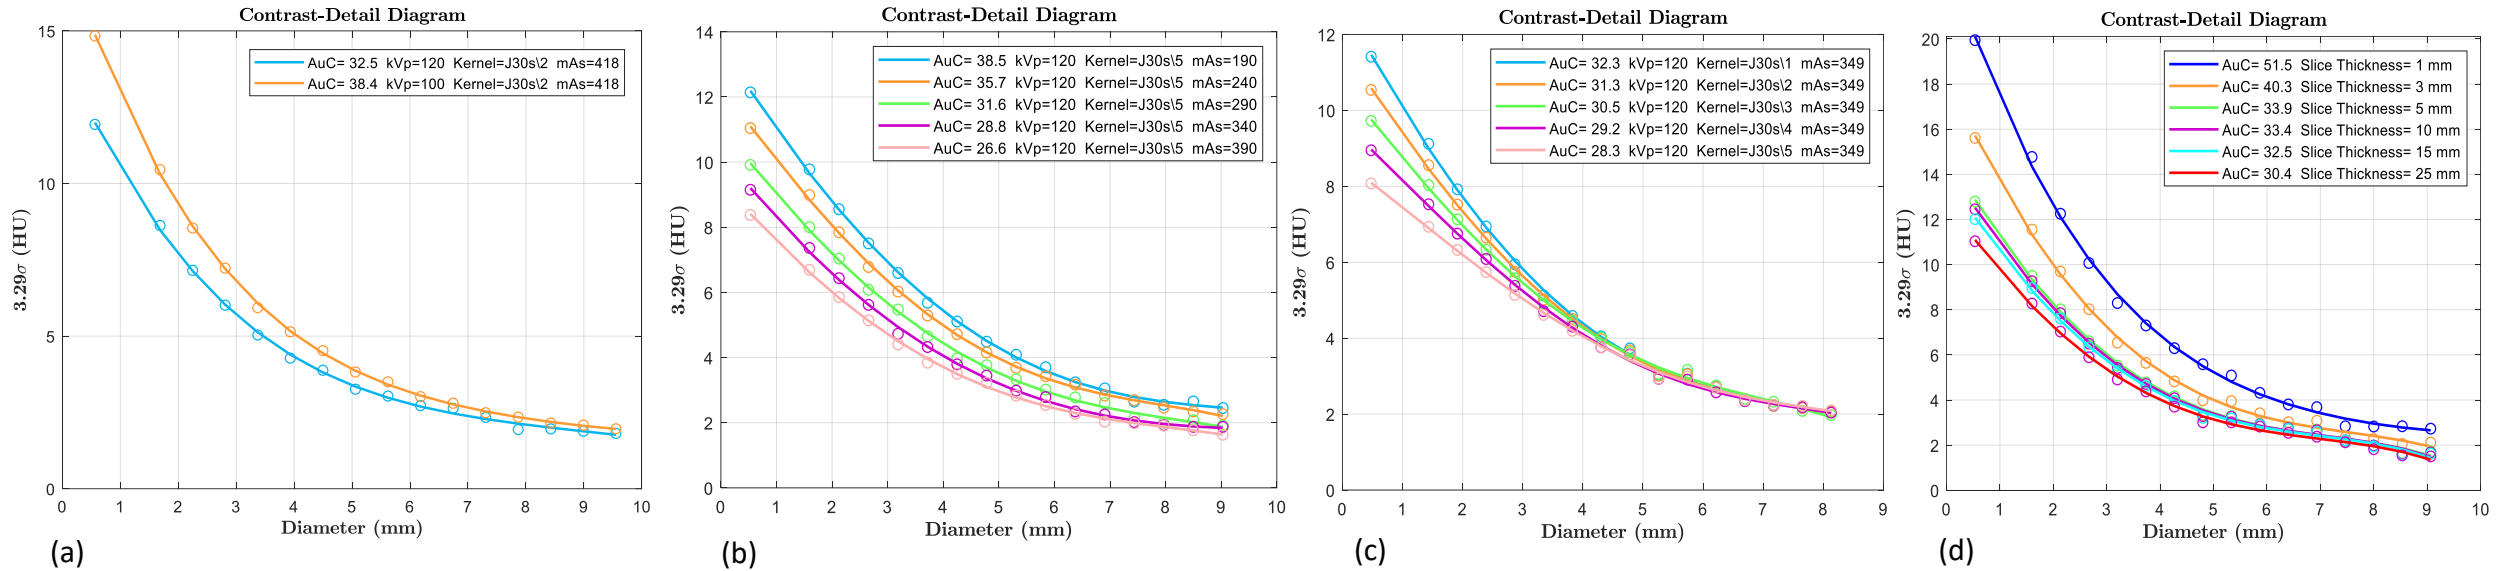 Contrast-Detail Diagram
AuC= 32.5 kVp=120 Kernel=J30s\2 mAs=418
AuC= 38.4 kVp=100 Kernel=J30s\2 mAs=418
15
10
5
0
3.29σ (HU)
0 1 2 3 4 5 6 7 8 9 10
Diameter (mm)
(a)
Contrast-Detail Diagram
AuC= 38.5 kVp=120 Kernel=J30s\5 mAs=190
AuC= 35.7 kVp=120 Kernel=J30s\5 mAs=240
AuC= 31.6 kVp=120 Kernel=J30s\5 mAs=290
AuC= 28.8 kVp=120 Kernel=J30s\5 mAs=340
AuC= 26.6 kVp=120 Kernel=J30s\5 mAs=390
14
12
10
8
6
4
2
0
3.29σ (HU)
0 1 2 3 4 5 6 7 8 9 10
Diameter (mm)
(b)
Contrast-Detail Diagram
AuC= 32.3 kVp=120 Kernel=J30s\1 mAs=349
AuC= 31.3 kVp=120 Kernel=J30s\2 mAs=349
AuC= 30.5 kVp=120 Kernel=J30s\3 mAs=349
AuC= 29.2 kVp=120 Kernel=J30s\4 mAs=349
AuC= 28.3 kVp=120 Kernel=J30s\5 mAs=349
12
10
8
6
4
2
0
3.29σ (HU)
0 1 2 3 4 5 6 7 8 9
Diameter (mm)
(c)
Contrast-Detail Diagram
AuC= 51.5 Slice Thickness= 1 mm
AuC= 40.3 Slice Thickness= 3 mm
AuC= 33.9 Slice Thickness= 5 mm
AuC= 33.4 Slice Thickness= 10 mm
AuC= 32.5 Slice Thickness= 15 mm
AuC= 30.4 Slice Thickness= 25 mm
20
18
16
14
12
10
8
6
4
2
0
3.29σ (HU)
0 1 2 3 4 5 6 7 8 9 10
Diameter (mm)
(d)